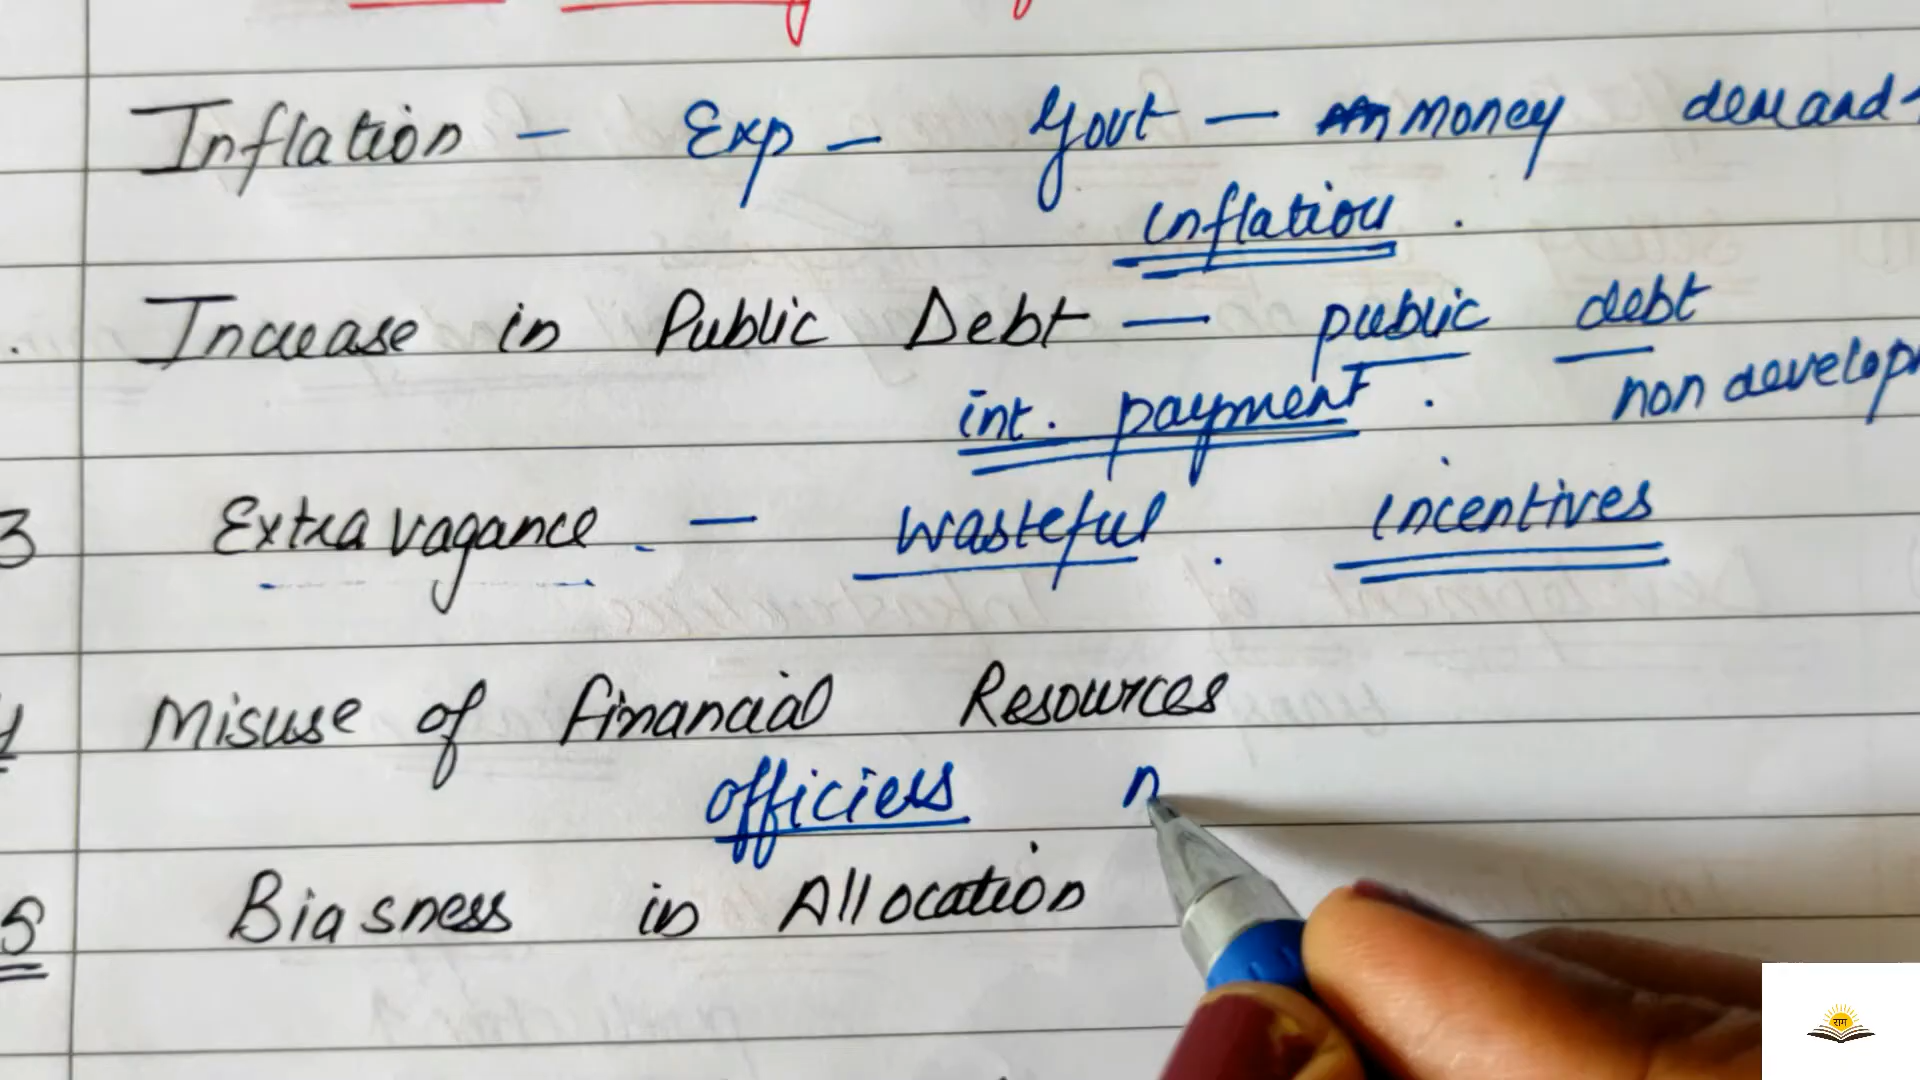 Inflation - Exp - Govt - money demand
inflation.
. Increase in Public Debt - public debt
int. payment. non develop
3 Extravagance. - wasteful. incentives
4 Misuse of financial Resources
officiers n
5 Biasness in Allocation
राम